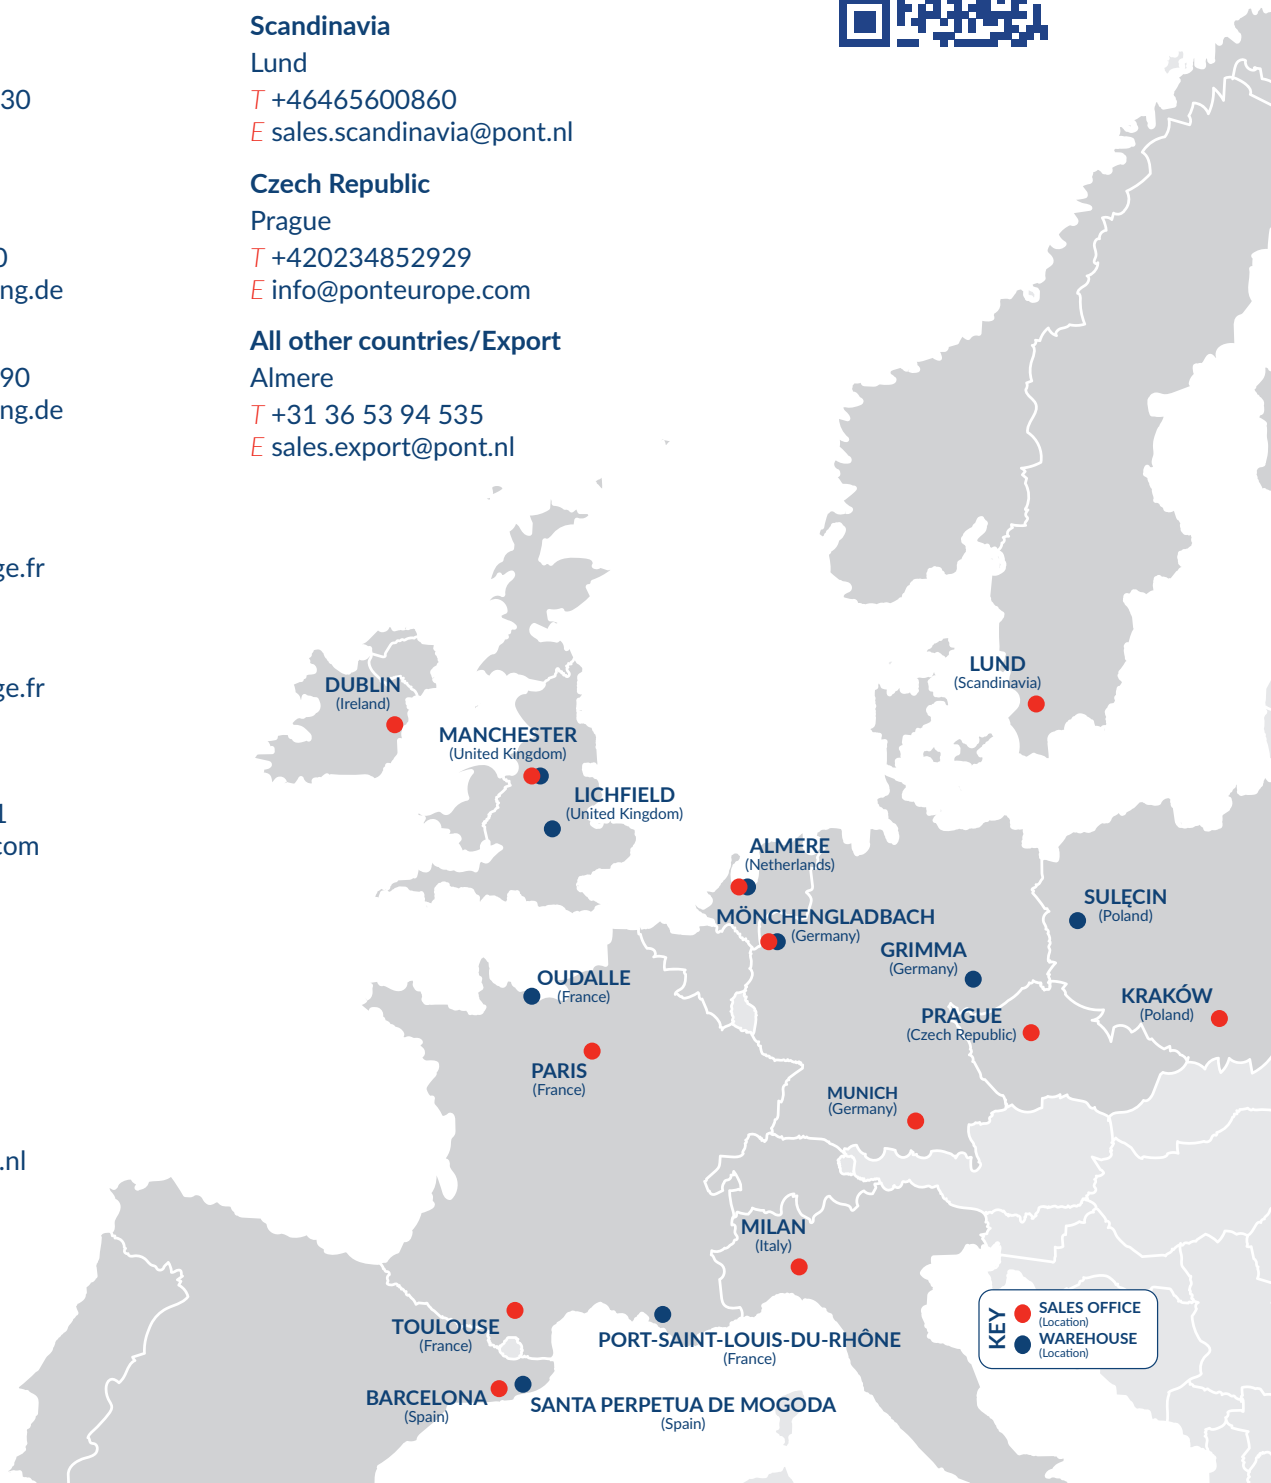 30
0
ng.de
90
ng.de
ge.fr
ge.fr
1
com
.nl
Scandinavia
Lund
T +46465600860
E sales.scandinavia@pont.nl
Czech Republic
Prague
T +420234852929
E info@ponteurope.com
All other countries/Export
Almere
T +31 36 53 94 535
E sales.export@pont.nl
LUND
(Scandinavia)
DUBLIN
(Ireland)
MANCHESTER
(United Kingdom)
LICHFIELD
(United Kingdom)
ALMERE
(Netherlands)
MÖNCHENGLADBACH
(Germany)
SULĘCIN
(Poland)
GRIMMA
(Germany)
OUDALLE
(France)
KRAKÓW
(Poland)
PRAGUE
(Czech Republic)
PARIS
(France)
MUNICH
(Germany)
MILAN
(Italy)
TOULOUSE
(France)
PORT-SAINT-LOUIS-DU-RHÔNE
(France)
BARCELONA
(Spain)
SANTA PERPETUA DE MOGODA
(Spain)
KEY
SALES OFFICE
(Location)
WAREHOUSE
(Location)